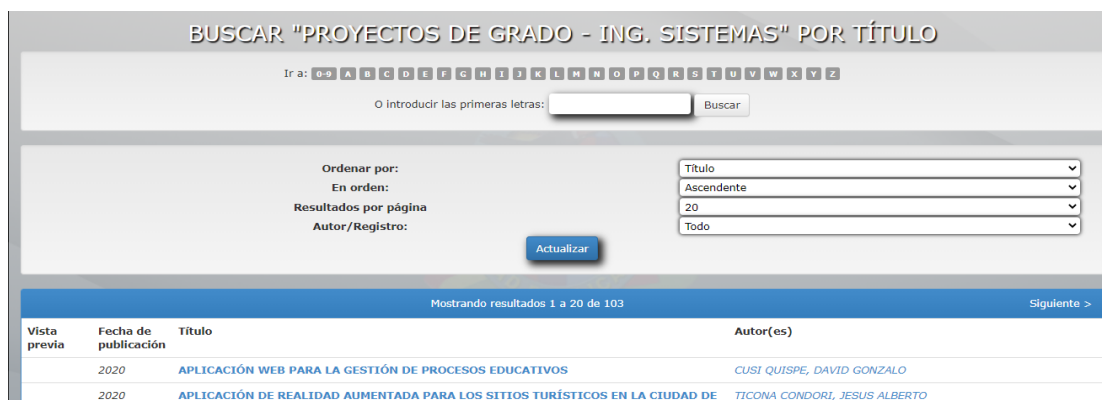 BUSCAR "PROYECTOS DE GRADO - ING. SISTEMAS" POR TÍTULO
Ir a: 0-9 A B C D E F G H I J K L M N O P Q R S T U V W X Y Z
O introducir las primeras letras: Buscar
Ordenar por: Título
En orden: Ascendente
Resultados por página 20
Autor/Registro: Todo
Actualizar
Mostrando resultados 1 a 20 de 103 Siguiente >
Vista previa Fecha de publicación Título Autor(es)
2020 APLICACIÓN WEB PARA LA GESTIÓN DE PROCESOS EDUCATIVOS CUSI QUISPE, DAVID GONZALO
2020 APLICACIÓN DE REALIDAD AUMENTADA PARA LOS SITIOS TURÍSTICOS EN LA CIUDAD DE TICONA CONDORI, JESUS ALBERTO